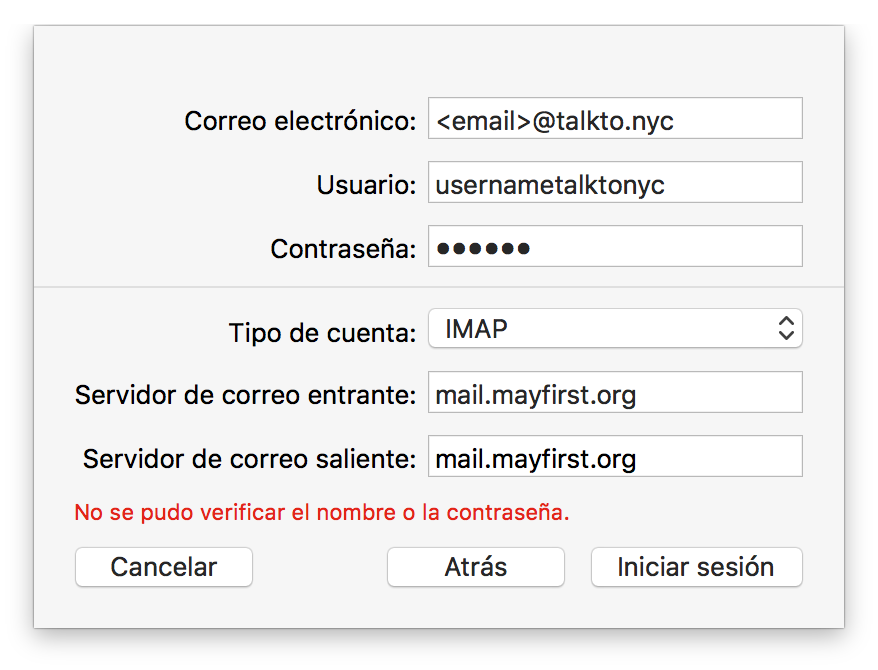 Correo electrónico: <email>@talkto.nyc
Usuario: usernametalktonyc
Contraseña: ••••••
Tipo de cuenta: IMAP
Servidor de correo entrante: mail.mayfirst.org
Servidor de correo saliente: mail.mayfirst.org
No se pudo verificar el nombre o la contraseña.
Cancelar Atrás Iniciar sesión